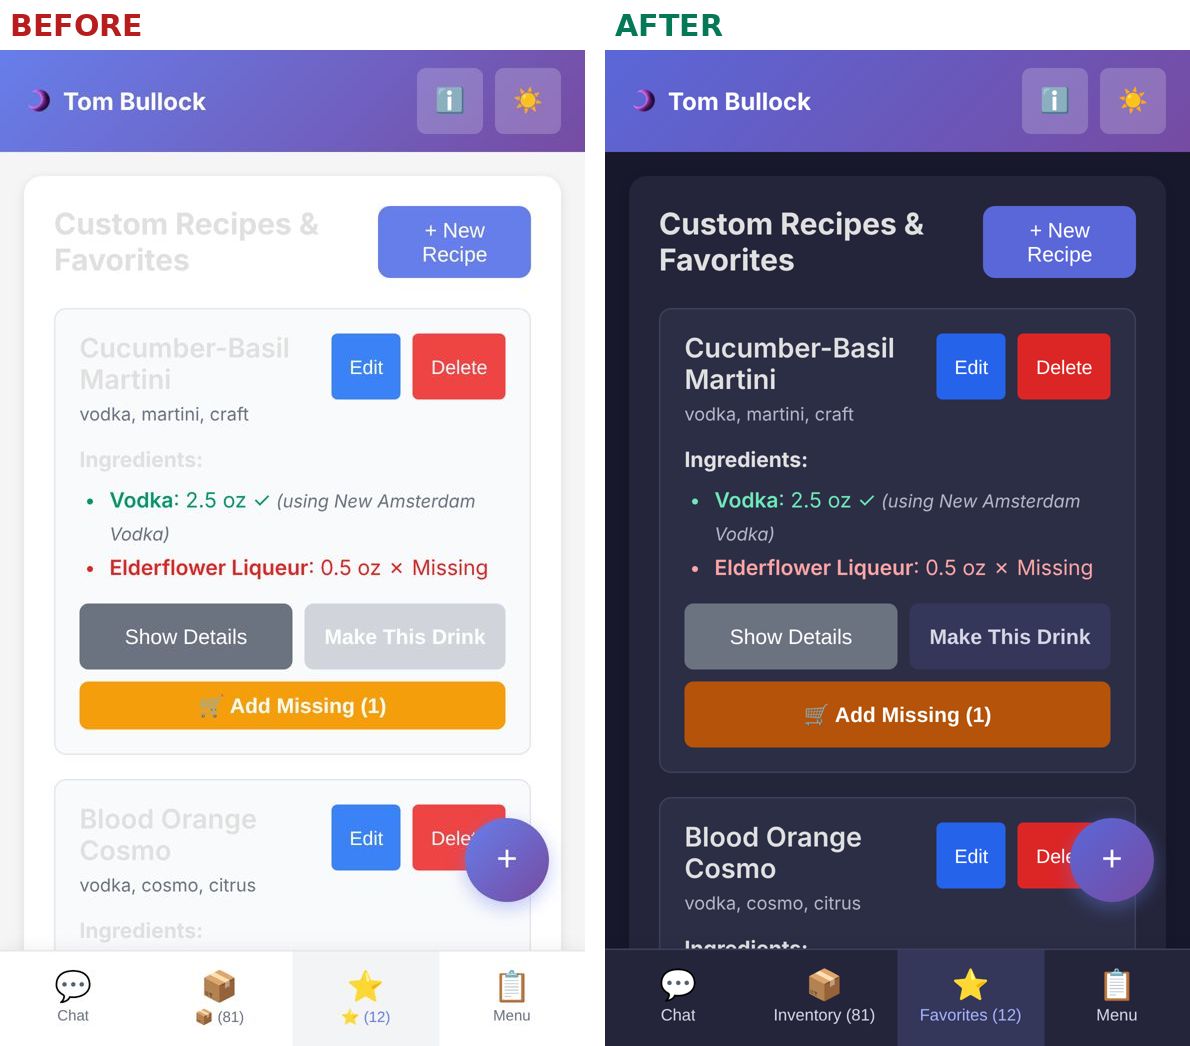 BEFORE
Tom Bullock
Custom Recipes &
Favorites
+ New
Recipe
Cucumber-Basil
Martini
Edit
Delete
vodka, martini, craft
Ingredients:
• Vodka: 2.5 oz ✓ (using New Amsterdam
Vodka)
• Elderflower Liqueur: 0.5 oz × Missing
Show Details
Make This Drink
🛒 Add Missing (1)
Blood Orange
Cosmo
Edit
vodka, cosmo, citrus
+
Ingredients:
Chat
📦 (81)
⭐ (12)
Menu
AFTER
Tom Bullock
Custom Recipes &
Favorites
+ New
Recipe
Cucumber-Basil
Martini
Edit
Delete
vodka, martini, craft
Ingredients:
• Vodka: 2.5 oz ✓ (using New Amsterdam
Vodka)
• Elderflower Liqueur: 0.5 oz × Missing
Show Details
Make This Drink
🛒 Add Missing (1)
Blood Orange
Cosmo
Edit
vodka, cosmo, citrus
+
Chat
Inventory (81)
Favorites (12)
Menu